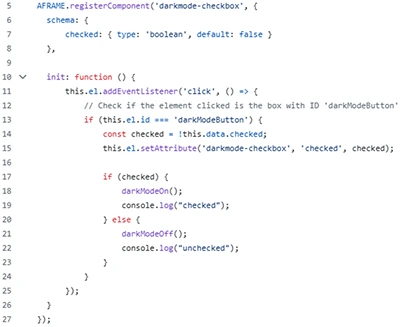 5 AFRAME.registerComponent('darkmode-checkbox', {
6 schema: {
7 checked: { type: 'boolean', default: false }
8 },
9
10 init: function () {
11 this.el.addEventListener('click', () => {
12 // Check if the element clicked is the box with ID 'darkModeButton'
13 if (this.el.id === 'darkModeButton') {
14 const checked = !this.data.checked;
15 this.el.setAttribute('darkmode-checkbox', 'checked', checked);
16
17 if (checked) {
18 darkModeOn();
19 console.log("checked");
20 } else {
21 darkModeOff();
22 console.log("unchecked");
23 }
24 }
25 });
26 }
27 });